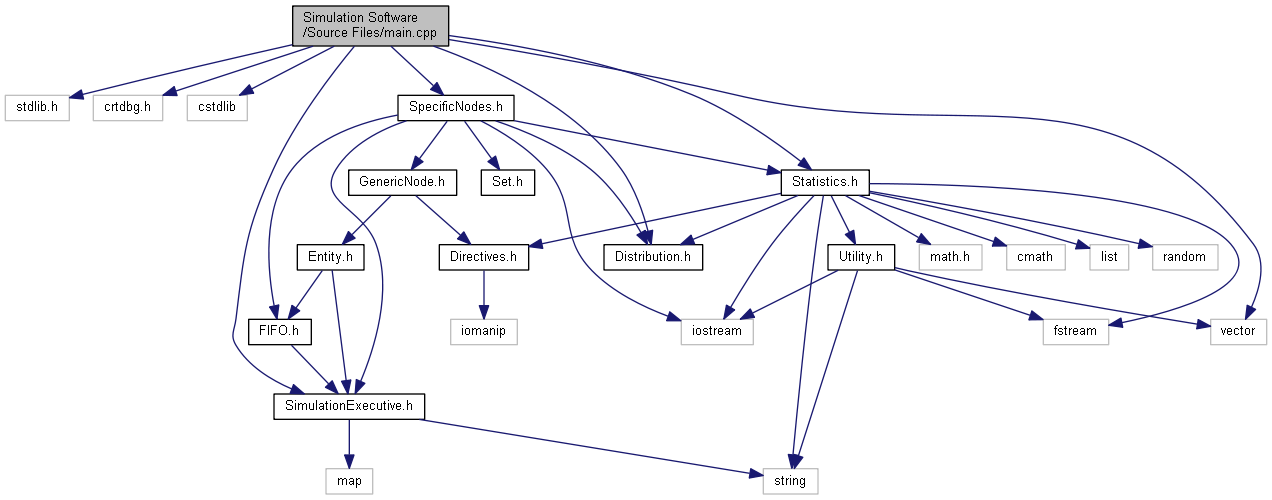 Simulation Software
/Source Files/main.cpp
stdlib.h
crtdbg.h
cstdlib
SpecificNodes.h
GenericNode.h
Set.h
Statistics.h
Entity.h
Directives.h
Distribution.h
Utility.h
math.h
cmath
list
random
FIFO.h
iomanip
iostream
fstream
vector
SimulationExecutive.h
map
string